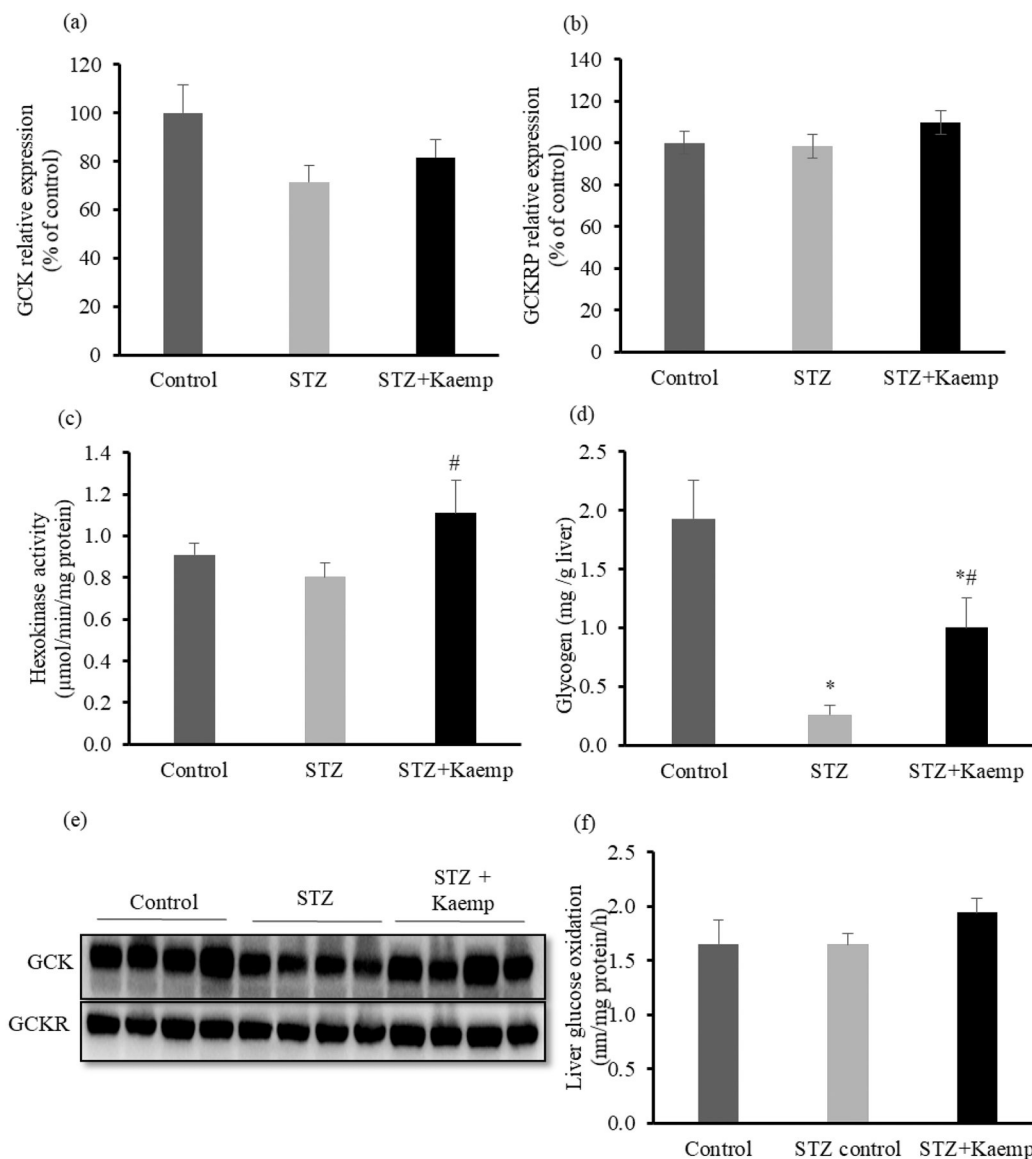 (a)
GCK relative expression
(% of control)
120
100
80
60
40
20
0
Control
STZ
STZ+Kaemp
(b)
GCKRP relative expression
(% of control)
140
120
100
80
60
40
20
0
Control
STZ
STZ+Kaemp
(c)
Hexokinase activity
(μmol/min/mg protein)
1.4
1.2
1.0
0.8
0.6
0.4
0.2
0.0
#
Control
STZ
STZ+Kaemp
(d)
Glycogen (mg /g liver)
2.5
2.0
1.5
1.0
0.5
0.0
*
*#
Control
STZ
STZ+Kaemp
(e)
Control
STZ
STZ +
Kaemp
GCK
GCKR
(f)
Liver glucose oxidation
(nm/mg protein/h)
2.5
2.0
1.5
1.0
0.5
0.0
Control
STZ control
STZ+Kaemp